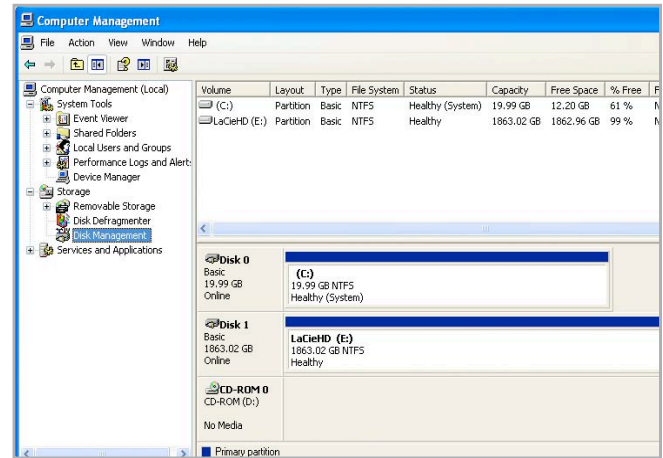 Computer Management
File Action View Window Help
Computer Management (Local)
System Tools
Event Viewer
Shared Folders
Local Users and Groups
Performance Logs and Alert:
Device Manager
Storage
Removable Storage
Disk Defragmenter
Disk Management
Services and Applications
Volume Layout Type File System Status Capacity Free Space % Free F
(C:) Partition Basic NTFS Healthy (System) 19.99 GB 12.20 GB 61 % N
LaCieHD (E:) Partition Basic NTFS Healthy 1863.02 GB 1862.96 GB 99 % N
Disk 0
Basic
19.99 GB
Online
(C:)
19.99 GB NTFS
Healthy (System)
Disk 1
Basic
1863.02 GB
Online
LaCieHD (E:)
1863.02 GB NTFS
Healthy
CD-ROM 0
CD-ROM (D:)
No Media
Primary partition